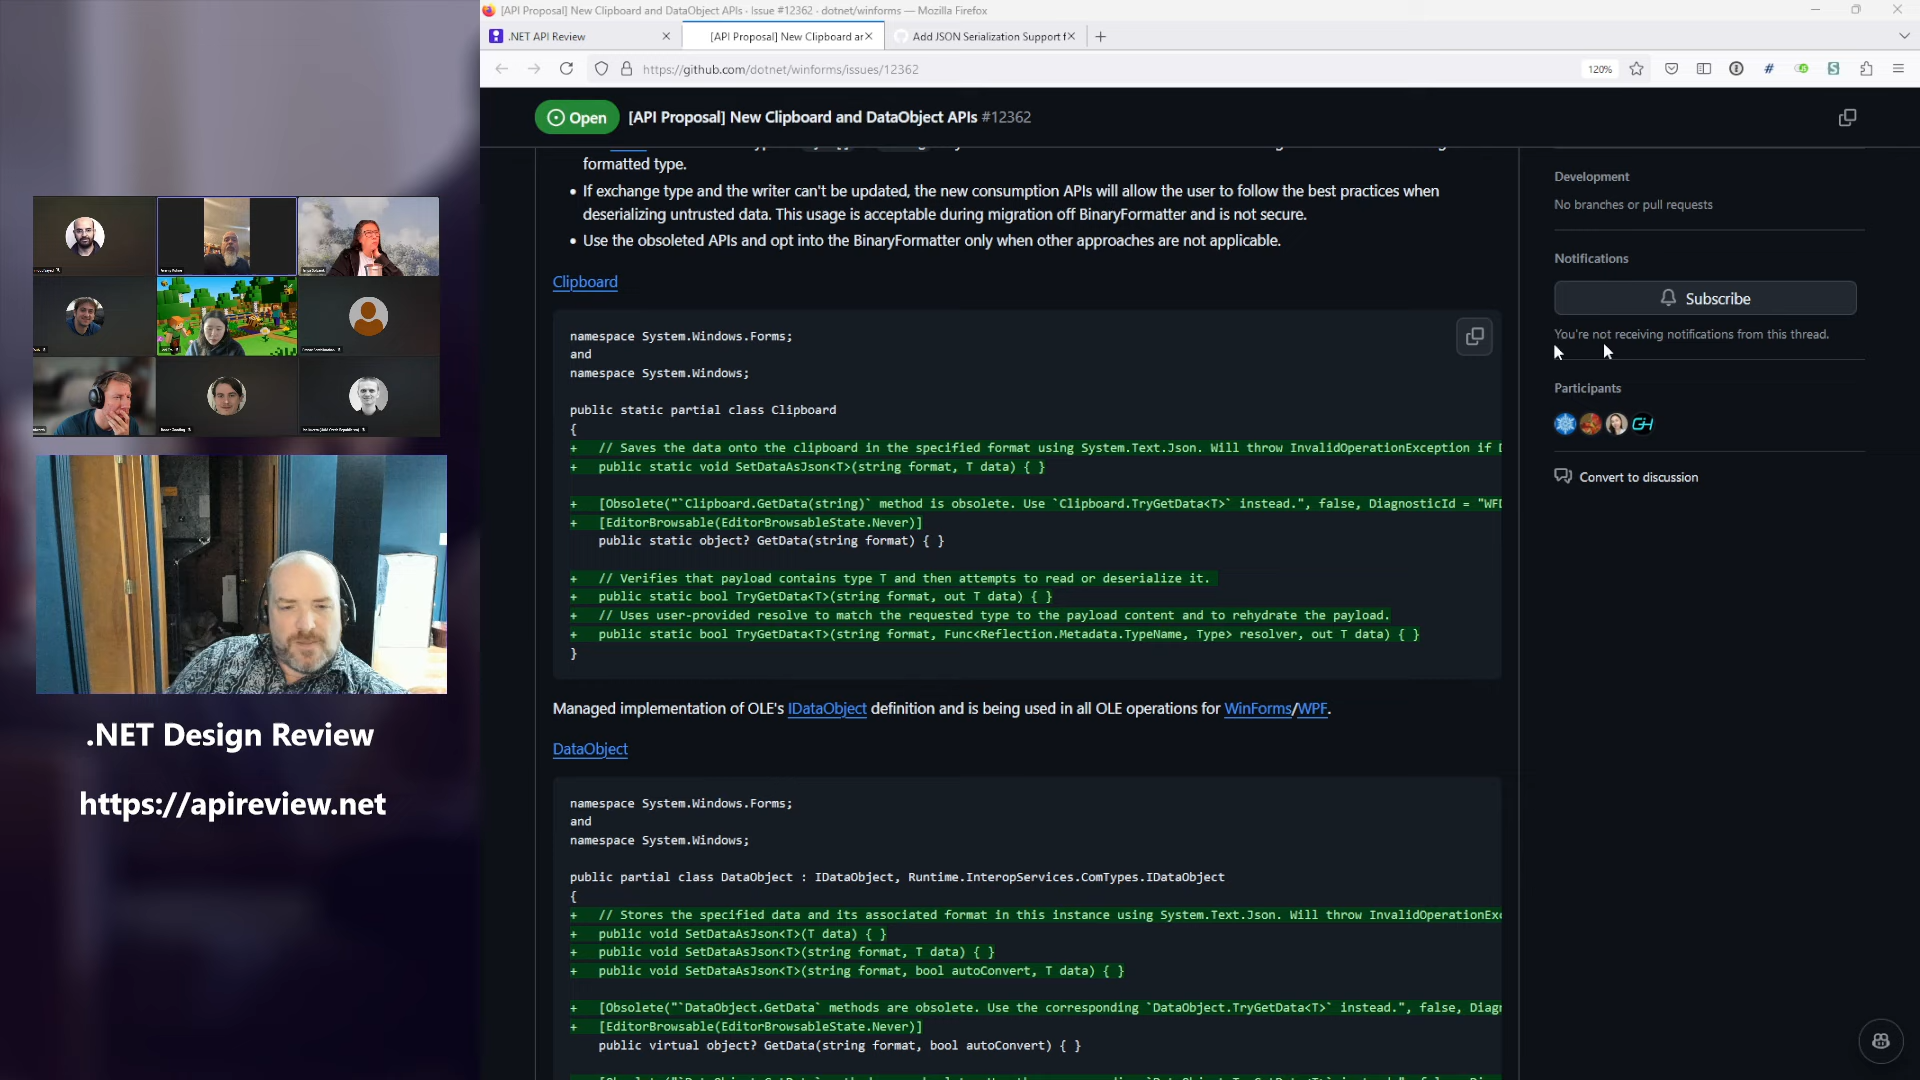 [API Proposal] New Clipboard and DataObject APIs · Issue #12362 · dotnet/winforms — Mozilla Firefox
.NET API Review
[API Proposal] New Clipboard ar
Add JSON Serialization Support f
https://github.com/dotnet/winforms/issues/12362
120%
Open [API Proposal] New Clipboard and DataObject APIs #12362
formatted type.
• If exchange type and the writer can't be updated, the new consumption APIs will allow the user to follow the best practices when
deserializing untrusted data. This usage is acceptable during migration off BinaryFormatter and is not secure.
• Use the obsoleted APIs and opt into the BinaryFormatter only when other approaches are not applicable.
Clipboard
namespace System.Windows.Forms;
and
namespace System.Windows;
public static partial class Clipboard
{
+ // Saves the data onto the clipboard in the specified format using System.Text.Json. Will throw InvalidOperationException if D
+ public static void SetDataAsJson<T>(string format, T data) { }
+ [Obsolete("`Clipboard.GetData(string)` method is obsolete. Use `Clipboard.TryGetData<T>` instead.", false, DiagnosticId = "WFD
+ [EditorBrowsable(EditorBrowsableState.Never)]
public static object? GetData(string format) { }
+ // Verifies that payload contains type T and then attempts to read or deserialize it.
+ public static bool TryGetData<T>(string format, out T data) { }
+ // Uses user-provided resolve to match the requested type to the payload content and to rehydrate the payload.
+ public static bool TryGetData<T>(string format, Func<Reflection.Metadata.TypeName, Type> resolver, out T data) { }
}
Managed implementation of OLE's IDataObject definition and is being used in all OLE operations for WinForms/WPF.
DataObject
namespace System.Windows.Forms;
and
namespace System.Windows;
public partial class DataObject : IDataObject, Runtime.InteropServices.ComTypes.IDataObject
{
+ // Stores the specified data and its associated format in this instance using System.Text.Json. Will throw InvalidOperationExc
+ public void SetDataAsJson<T>(T data) { }
+ public void SetDataAsJson<T>(string format, T data) { }
+ public void SetDataAsJson<T>(string format, bool autoConvert, T data) { }
+ [Obsolete("`DataObject.GetData` methods are obsolete. Use the corresponding `DataObject.TryGetData<T>` instead.", false, Diagn
+ [EditorBrowsable(EditorBrowsableState.Never)]
public virtual object? GetData(string format, bool autoConvert) { }
Development
No branches or pull requests
Notifications
Subscribe
You're not receiving notifications from this thread.
Participants
Convert to discussion
.NET Design Review
https://apireview.net